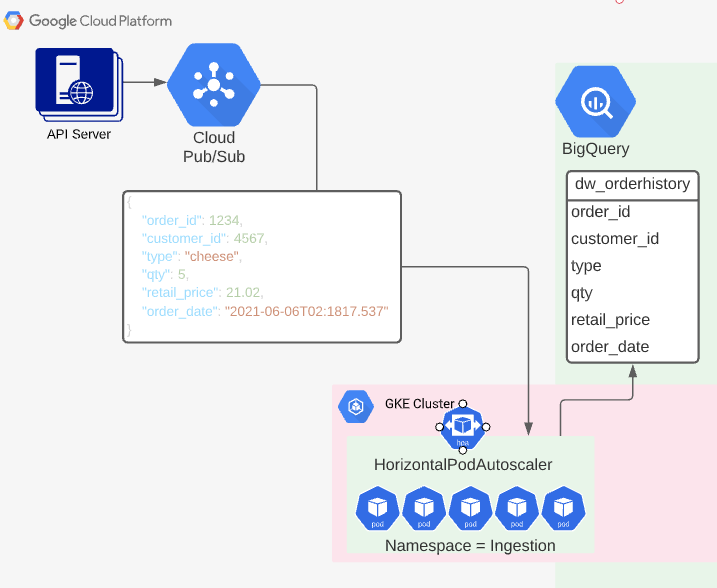 Google Cloud Platform
API Server
Cloud
Pub/Sub
{
"order_id": 1234,
"customer_id": 4567,
"type": "cheese",
"qty": 5,
"retail_price": 21.02,
"order_date": "2021-06-06T02:1817.537"
}
BigQuery
dw_orderhistory
order_id
customer_id
type
qty
retail_price
order_date
GKE Cluster
hpa
HorizontalPodAutoscaler
pod pod pod pod pod
Namespace = Ingestion